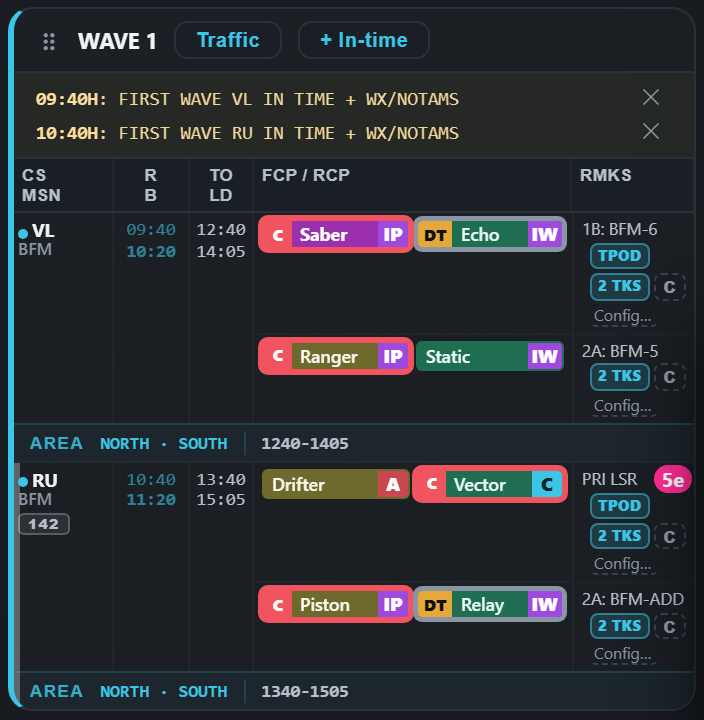 WAVE 1 Traffic + In-time
09:40H: FIRST WAVE VL IN TIME + WX/NOTAMS
10:40H: FIRST WAVE RU IN TIME + WX/NOTAMS
CS R TO FCP / RCP RMKS
MSN B LD
VL 09:40 12:40 C Saber IP DT Echo IW 1B: BFM-6
BFM 10:20 14:05 TPOD
2 TKS C
Config...
C Ranger IP Static IW 2A: BFM-5
2 TKS C
Config...
AREA NORTH · SOUTH 1240-1405
RU 10:40 13:40 Drifter A C Vector C PRI LSR 5e
BFM 11:20 15:05 TPOD
142 2 TKS C
Config...
C Piston IP DT Relay IW 2A: BFM-ADD
2 TKS C
Config...
AREA NORTH · SOUTH 1340-1505